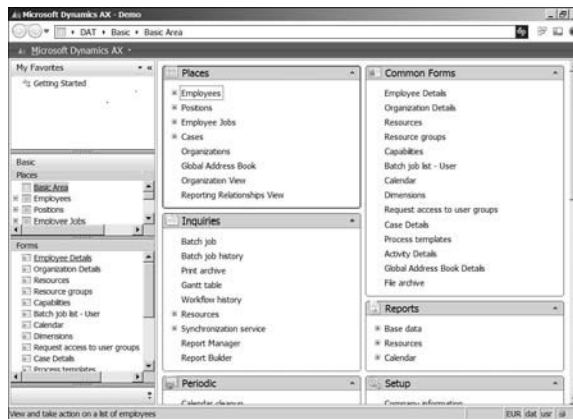 Microsoft Dynamics AX - Demo
DAT ▸ Basic ▸ Basic Area
Microsoft Dynamics AX
My Favorites
Getting Started
Basic
Places
Basic Area
Employees
Positions
Employee Jobs
Forms
Employee Details
Organization Details
Resources
Resource groups
Capabilities
Batch job list - User
Calendar
Dimensions
Request access to user groups
Case Details
Process templates
Places
Employees
Positions
Employee Jobs
Cases
Organizations
Global Address Book
Organization View
Reporting Relationships View
Inquiries
Batch job
Batch job history
Print archive
Gantt table
Workflow history
Resources
Synchronization service
Report Manager
Report Builder
Periodic
Calendar cleanup
Common Forms
Employee Details
Organization Details
Resources
Resource groups
Capabilities
Batch job list - User
Calendar
Dimensions
Request access to user groups
Case Details
Process templates
Activity Details
Global Address Book Details
File archive
Reports
Base data
Resources
Calendar
Setup
Company information
View and take action on a list of employees
EUR dat usr